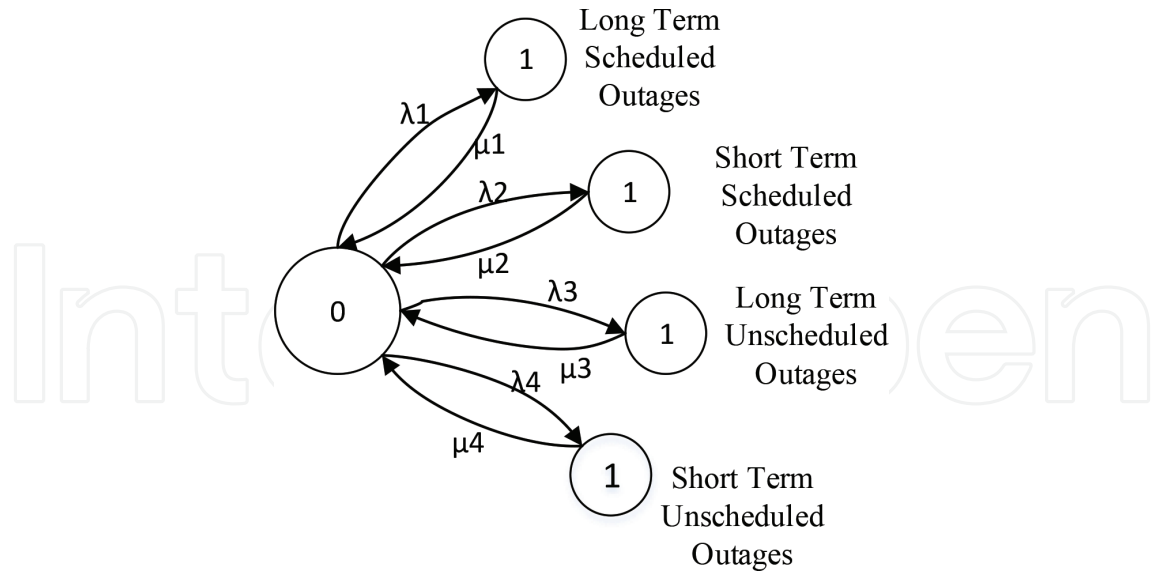 Long Term
Scheduled
Outages
1
λ1
μ1
Short Term
Scheduled
Outages
1
λ2
μ2
0
Long Term
Unscheduled
Outages
1
λ3
μ3
λ4
μ4
1
Short Term
Unscheduled
Outages